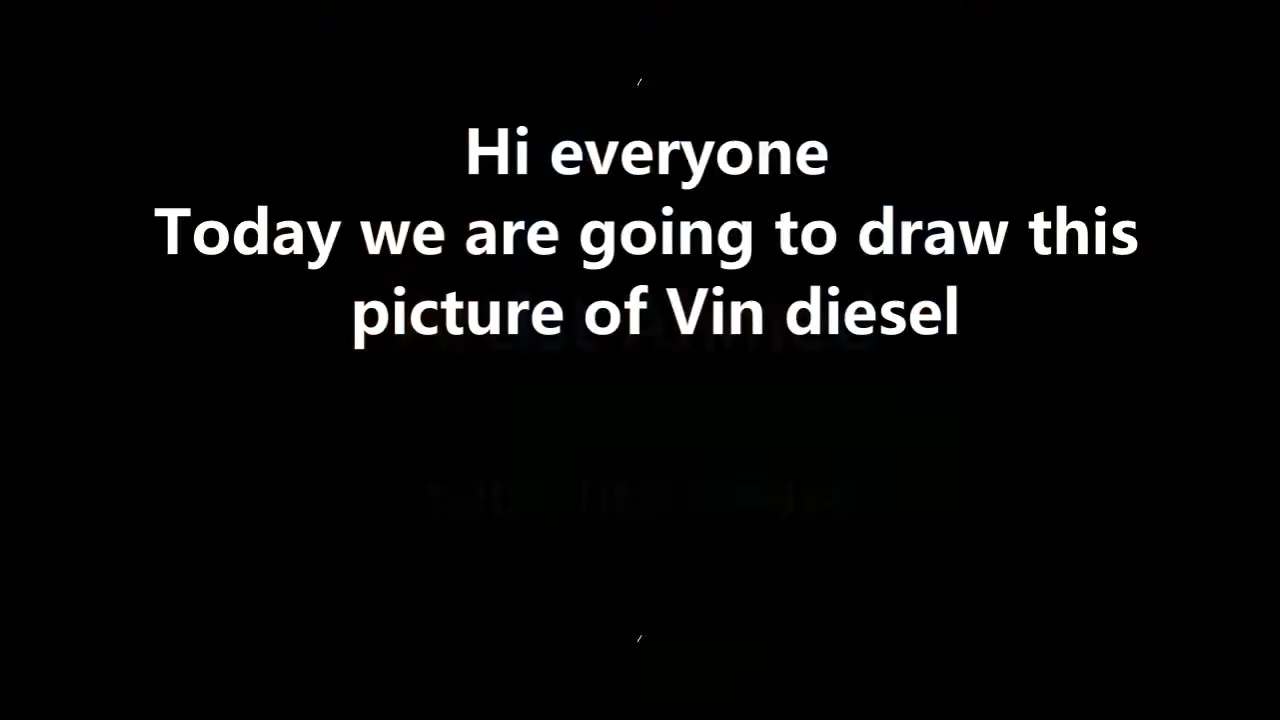 Hi everyone
Today we are going to draw this
picture of Vin diesel